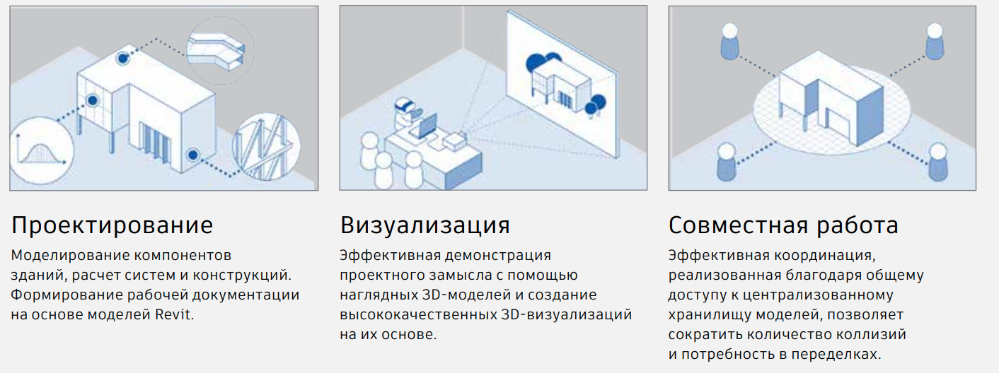 Проектирование
Моделирование компонентов
зданий, расчет систем и конструкций.
Формирование рабочей документации
на основе моделей Revit.
Визуализация
Эффективная демонстрация
проектного замысла с помощью
наглядных 3D-моделей и создание
высококачественных 3D-визуализаций
на их основе.
Совместная работа
Эффективная координация,
реализованная благодаря общему
доступу к централизованному
хранилищу моделей, позволяет
сократить количество коллизий
и потребность в переделках.